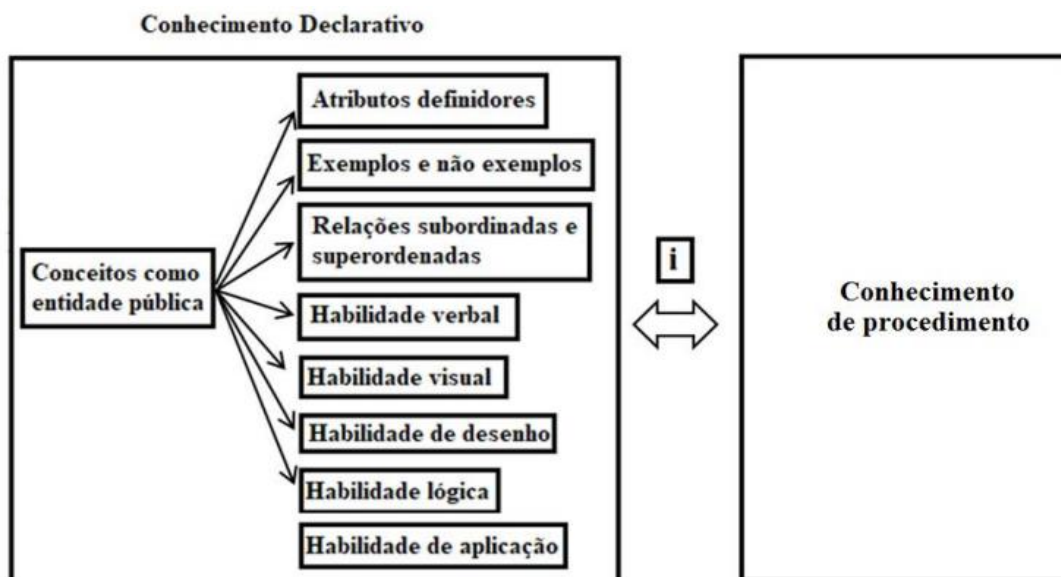 Conhecimento Declarativo
Atributos definidores
Exemplos e não exemplos
Relações subordinadas e
superordenadas
Conceitos como
entidade pública
Habilidade verbal
Habilidade visual
Habilidade de desenho
Habilidade lógica
Habilidade de aplicação
i
Conhecimento
de procedimento